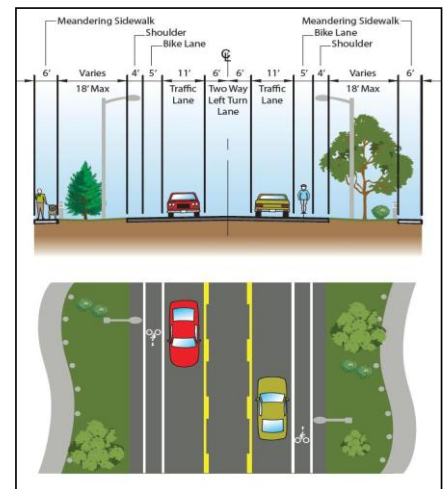 Meandering Sidewalk
Meandering Sidewalk
Shoulder
Bike Lane
Bike Lane
Shoulder
CL
6' Varies 4' 5' 11' 6' 6' 11' 5' 4' Varies 6'
18' Max
Traffic
Lane
Two Way
Left Turn
Lane
Traffic
Lane
18' Max